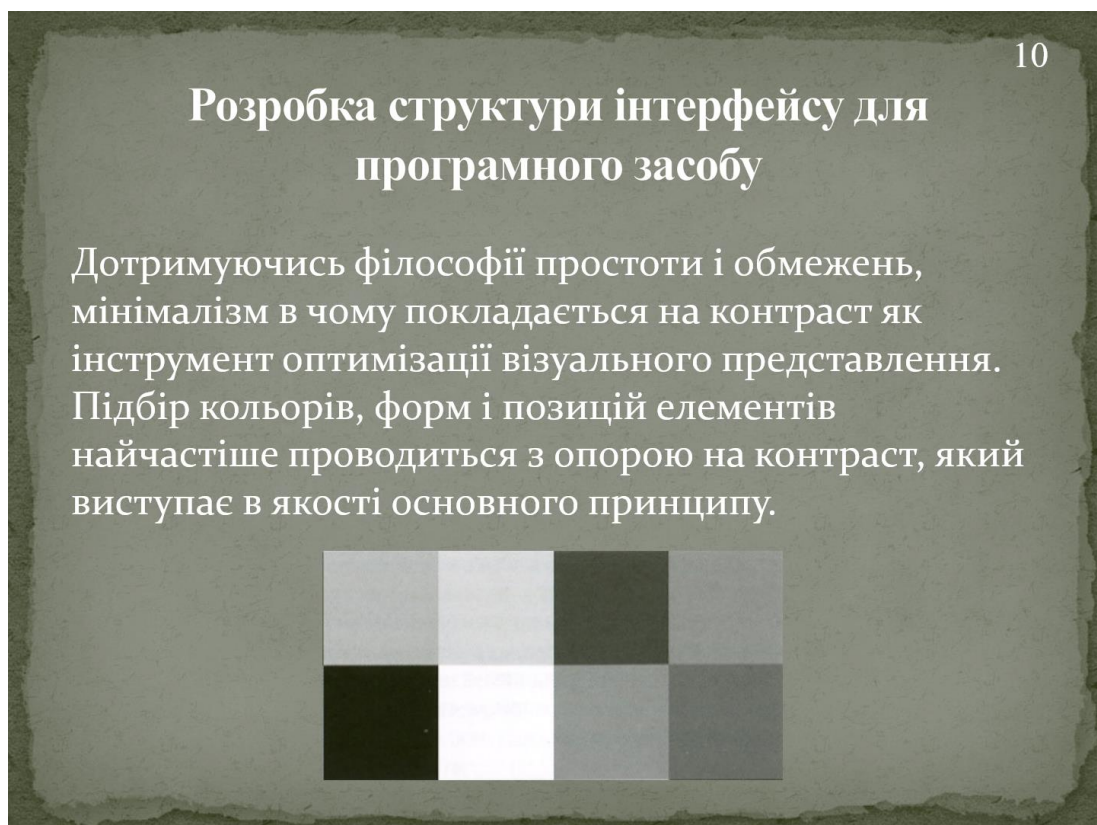 10
Розробка структури інтерфейсу для
програмного засобу
Дотримуючись філософії простоти і обмежень,
мінімалізм в чому покладається на контраст як
інструмент оптимізації візуального представлення.
Підбір кольорів, форм і позицій елементів
найчастіше проводиться з опорою на контраст, який
виступає в якості основного принципу.